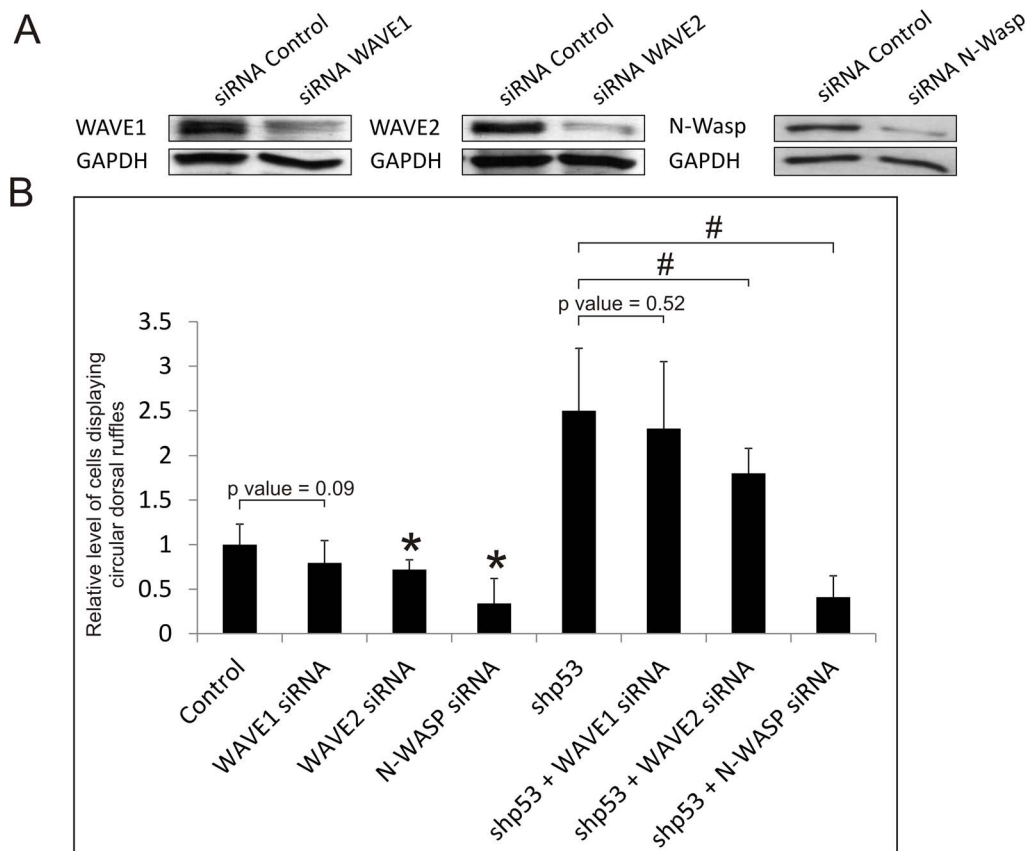 A
siRNA Control
siRNA WAVE1
siRNA Control
siRNA WAVE2
siRNA Control
siRNA N-Wasp
WAVE1
WAVE2
N-Wasp
GAPDH
GAPDH
GAPDH
B
#
#
p value = 0.52
p value = 0.09
*
*
Relative level of cells displaying
circular dorsal ruffles
3.5
3
2.5
2
1.5
1
0.5
0
Control
WAVE1 siRNA
WAVE2 siRNA
N-WASP siRNA
shp53
shp53 + WAVE1 siRNA
shp53 + WAVE2 siRNA
shp53 + N-WASP siRNA